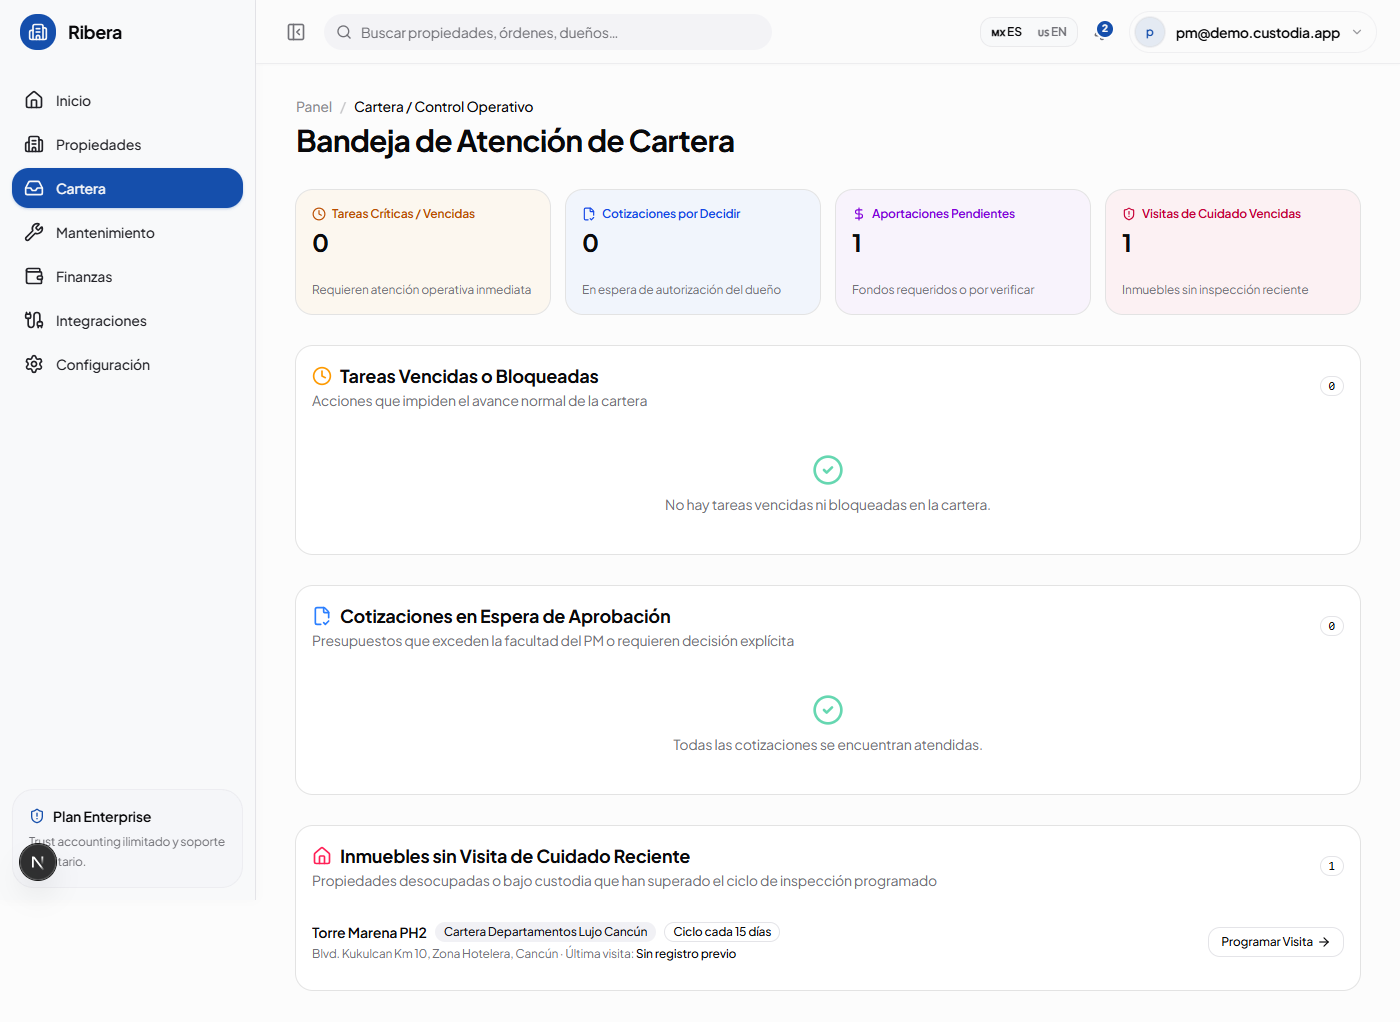 Ribera
Buscar propiedades, órdenes, dueños...
MX ES
US EN
2
p
pm@demo.custodia.app
Inicio
Propiedades
Cartera
Mantenimiento
Finanzas
Integraciones
Configuración
Plan Enterprise
Trust accounting ilimitado y soporte
tario.
N
Panel / Cartera / Control Operativo
Bandeja de Atención de Cartera
Tareas Críticas / Vencidas
0
Requieren atención operativa inmediata
Cotizaciones por Decidir
0
En espera de autorización del dueño
Aportaciones Pendientes
1
Fondos requeridos o por verificar
Visitas de Cuidado Vencidas
1
Inmuebles sin inspección reciente
Tareas Vencidas o Bloqueadas
0
Acciones que impiden el avance normal de la cartera
No hay tareas vencidas ni bloqueadas en la cartera.
Cotizaciones en Espera de Aprobación
0
Presupuestos que exceden la facultad del PM o requieren decisión explícita
Todas las cotizaciones se encuentran atendidas.
Inmuebles sin Visita de Cuidado Reciente
1
Propiedades desocupadas o bajo custodia que han superado el ciclo de inspección programado
Torre Marena PH2 Cartera Departamentos Lujo Cancún Ciclo cada 15 días
Blvd. Kukulcan Km 10, Zona Hotelera, Cancún · Última visita: Sin registro previo
Programar Visita →